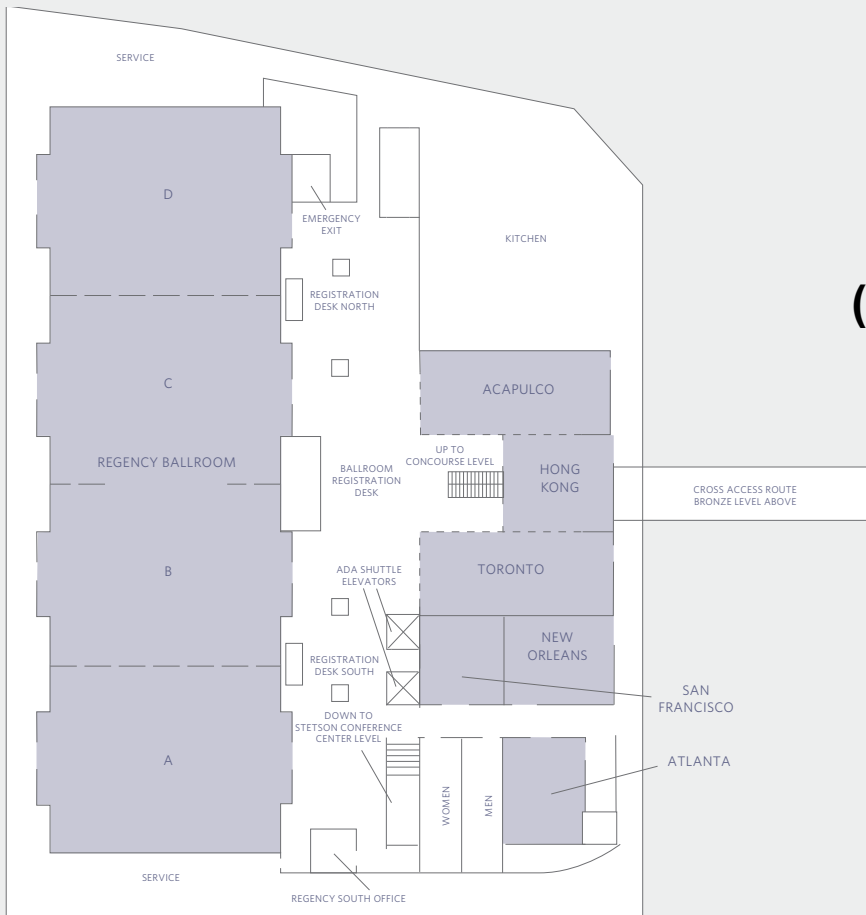 SERVICE
D
EMERGENCY
EXIT
KITCHEN
REGISTRATION
DESK NORTH
(
C
ACAPULCO
REGENCY BALLROOM
UP TO
CONCOURSE LEVEL
BALLROOM
REGISTRATION
DESK
HONG
KONG
CROSS ACCESS ROUTE
BRONZE LEVEL ABOVE
B
ADA SHUTTLE
ELEVATORS
TORONTO
NEW
ORLEANS
REGISTRATION
DESK SOUTH
SAN
FRANCISCO
DOWN TO
STETSON CONFERENCE
CENTER LEVEL
A
ATLANTA
WOMEN
MEN
SERVICE
REGENCY SOUTH OFFICE